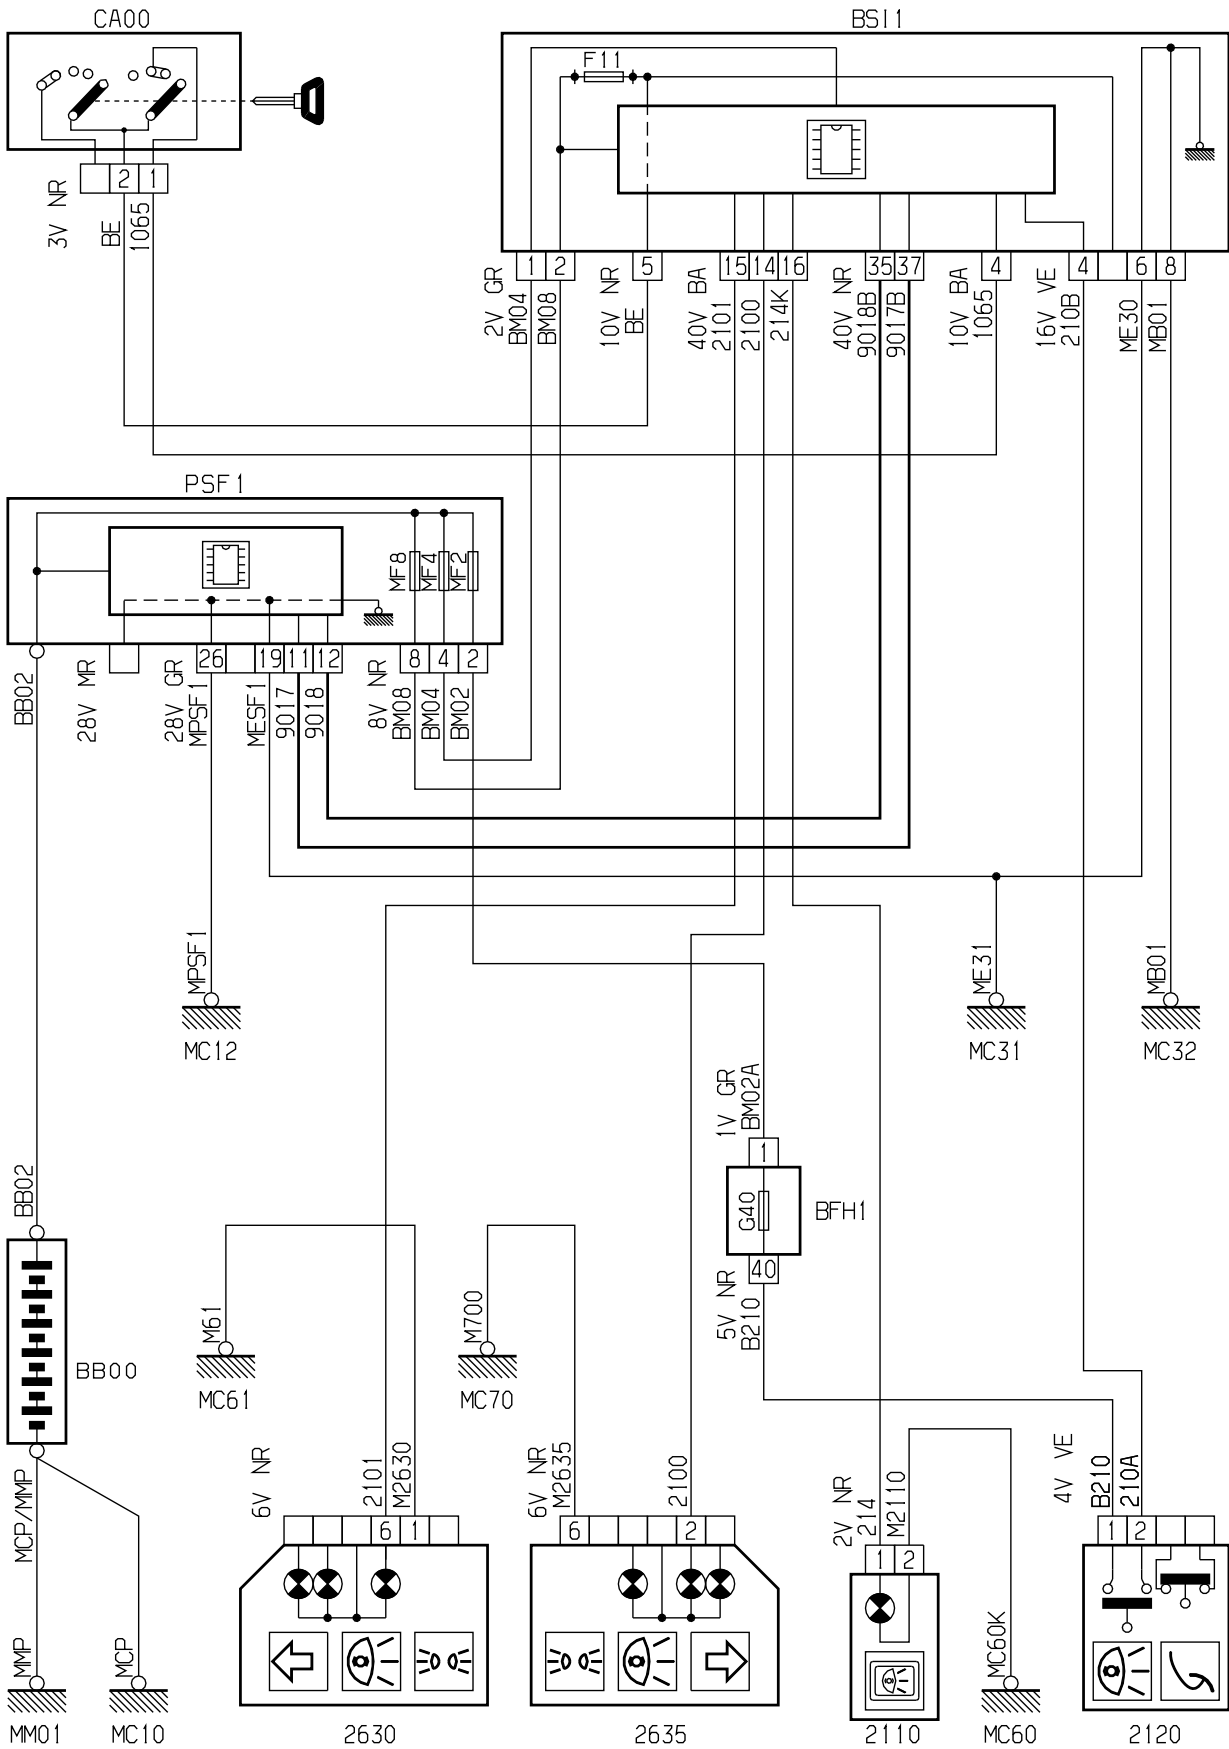 CA00
BSI1
F11
2 1
3V NR
BE
1065
1 2 5 15 14 16 35 37 4 4 6 8
2V GR
BM04
BM08
10V NR
BE
40V BA
2101
2100
214K
40V NR
9018B
9017B
10V BA
1065
16V VE
210B
ME30
MB01
PSF1
MF8
MF4
MF2
26 19 11 12 8 4 2
BB02
28V MR
28V GR
MPSF1
MESF1
9017
9018
8V NR
BM08
BM04
BM02
MPSF1
ME31
MB01
MC12
MC31
MC32
1V GR
BM02A
1
G40
BFH1
40
5V NR
B210
BB02
BB00
M61
MC61
M700
MC70
MCP/MMP
6V NR
2101
M2630
6 1
6V NR
M2635
2100
6 2
2V NR
214
M2110
1 2
4V VE
B210
210A
1 2
MMP
MCP
MC60K
MM01
MC10
2630
2635
2110
MC60
2120